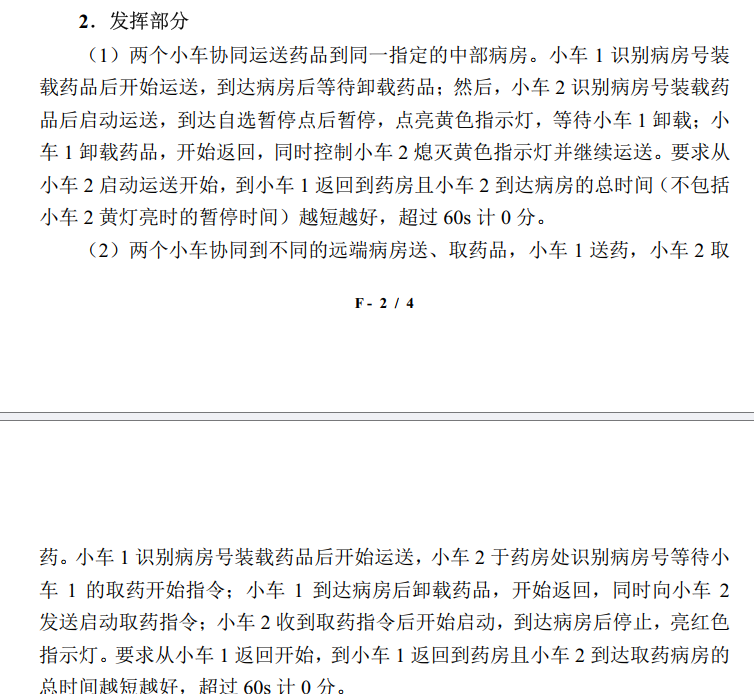 2．发挥部分
（1）两个小车协同运送药品到同一指定的中部病房。小车 1 识别病房号装
载药品后开始运送，到达病房后等待卸载药品；然后，小车 2 识别病房号装载药
品后启动运送，到达自选暂停点后暂停，点亮黄色指示灯，等待小车 1 卸载；小
车 1 卸载药品，开始返回，同时控制小车 2 熄灭黄色指示灯并继续运送。要求从
小车 2 启动运送开始，到小车 1 返回到药房且小车 2 到达病房的总时间（不包括
小车 2 黄灯亮时的暂停时间）越短越好，超过 60s 计 0 分。
（2）两个小车协同到不同的远端病房送、取药品，小车 1 送药，小车 2 取
F - 2 / 4
药。小车 1 识别病房号装载药品后开始运送，小车 2 于药房处识别病房号等待小
车 1 的取药开始指令；小车 1 到达病房后卸载药品，开始返回，同时向小车 2
发送启动取药指令；小车 2 收到取药指令后开始启动，到达病房后停止，亮红色
指示灯。要求从小车 1 返回开始，到小车 1 返回到药房且小车 2 到达取药病房的
总时间越短越好，超过 60s 计 0 分。